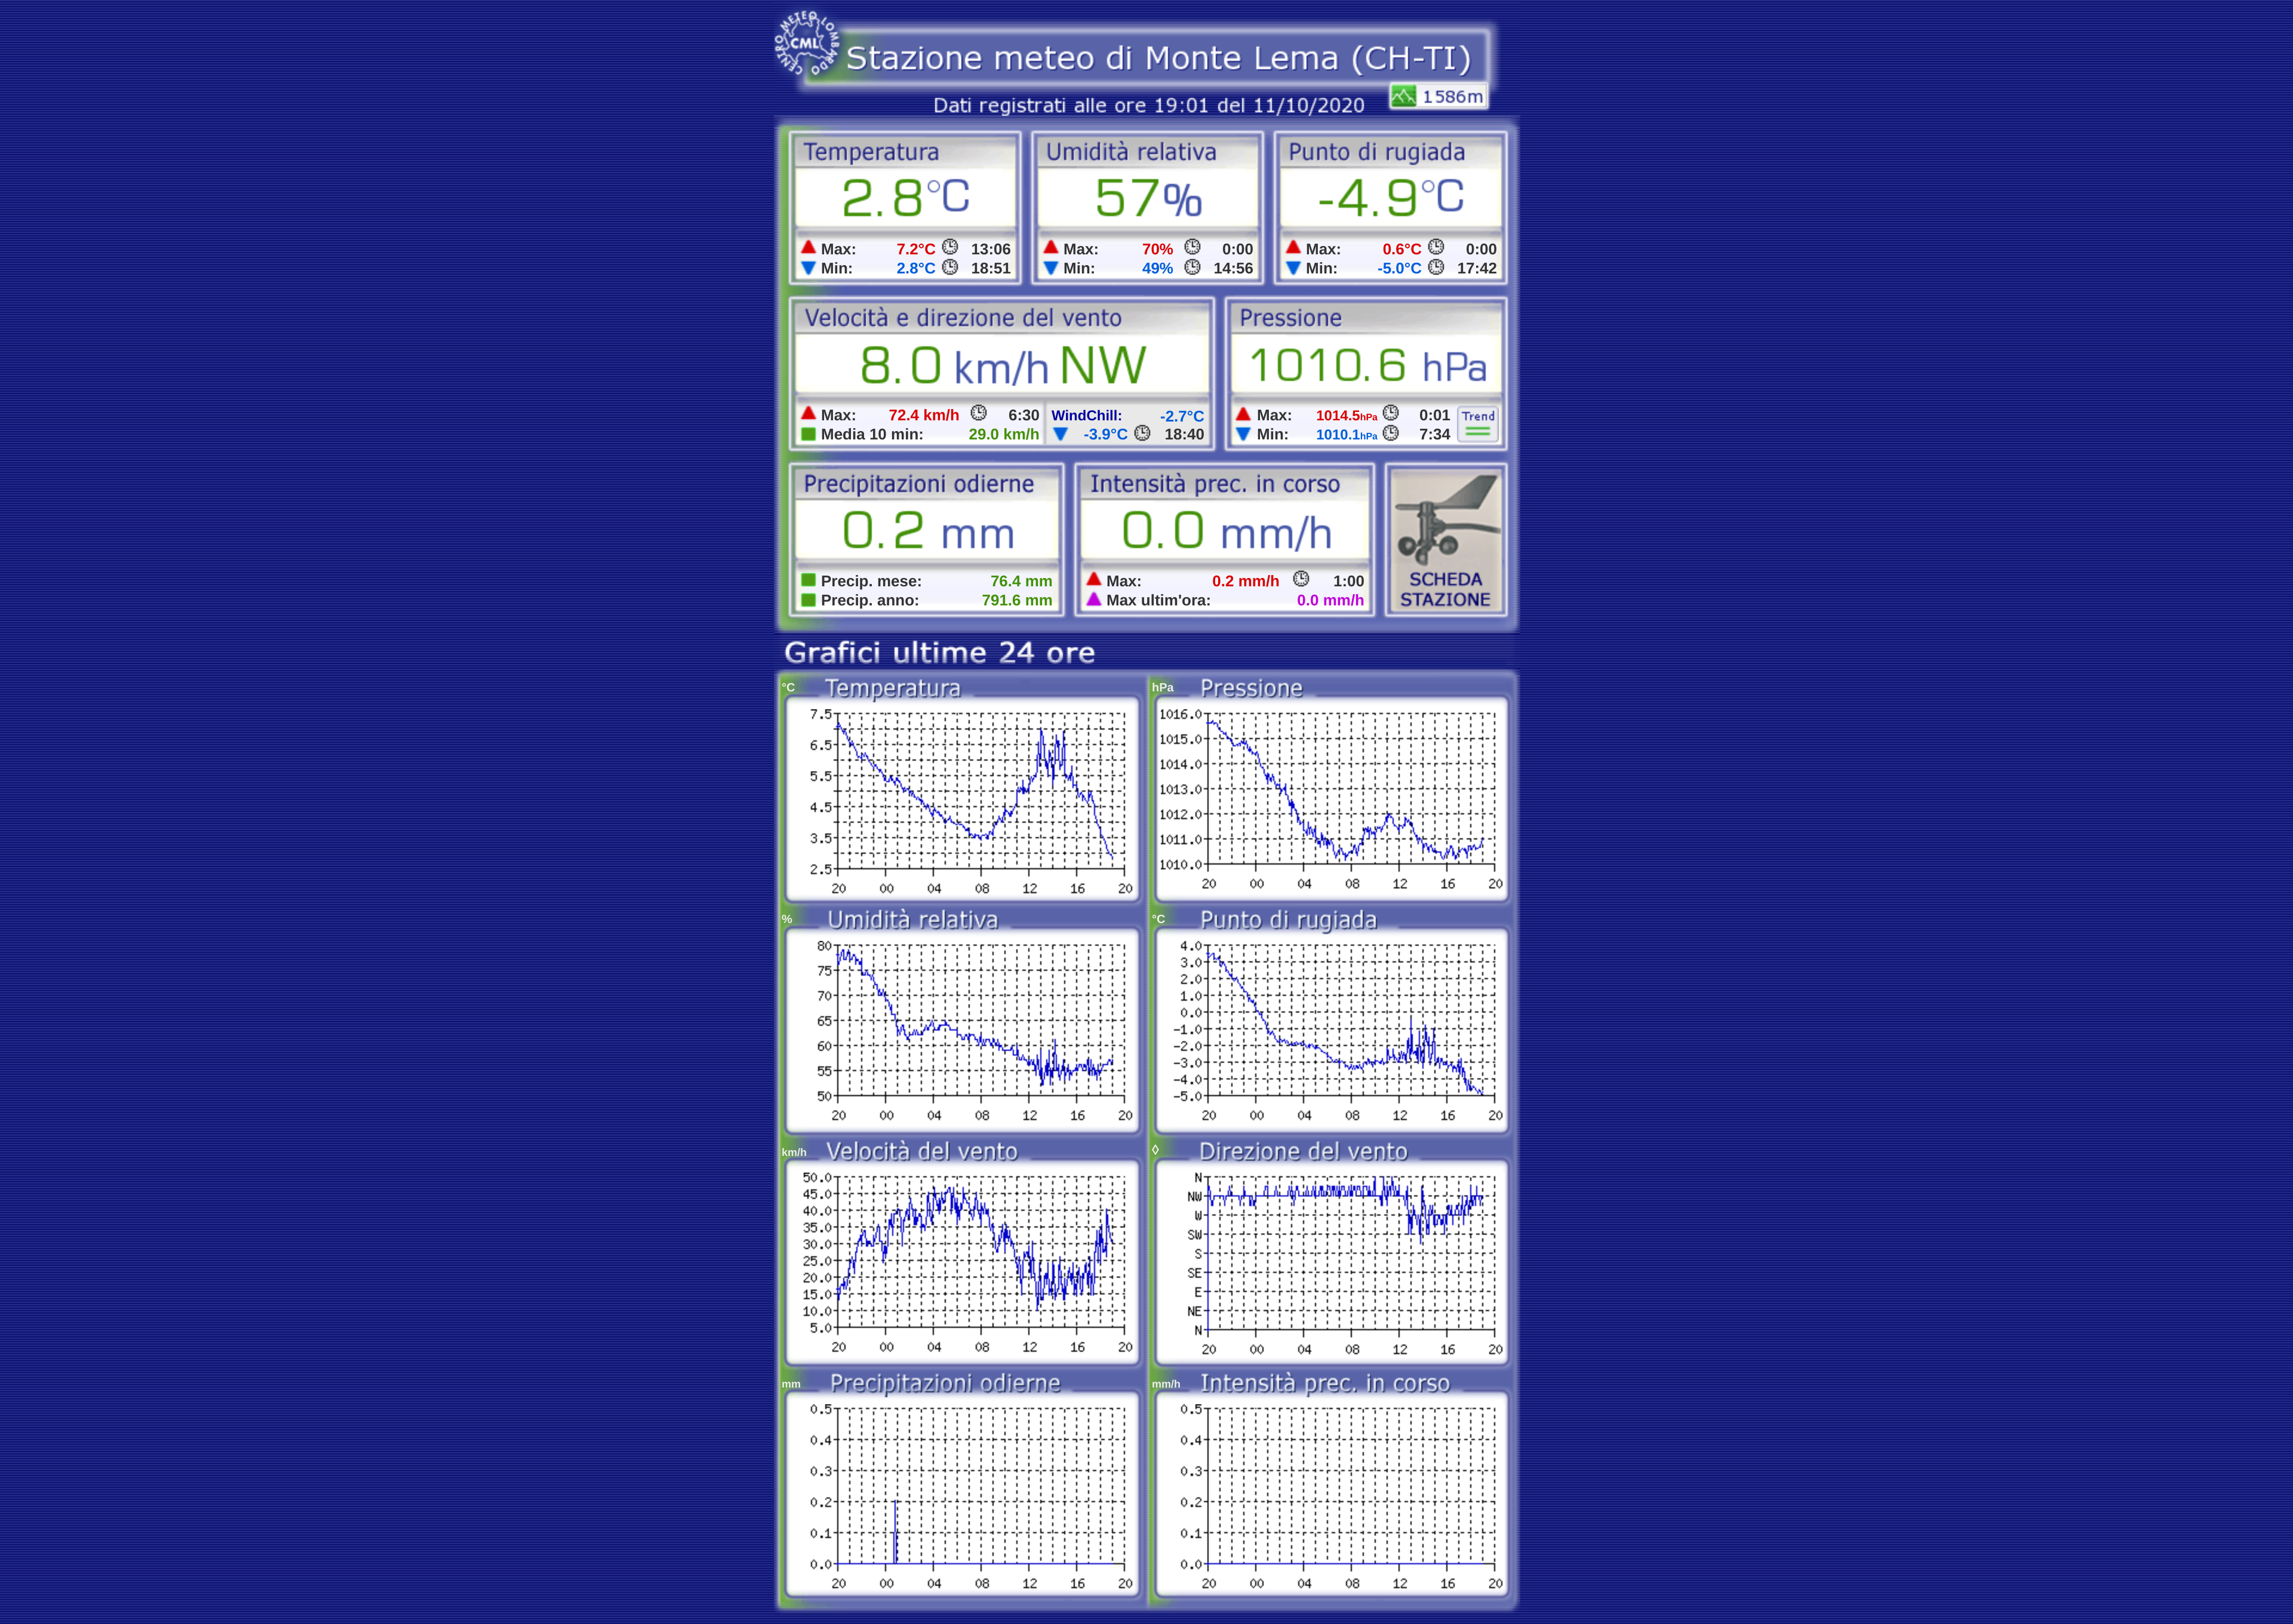 CENTRO METEO LOMBARDO
CML
Stazione meteo di Monte Lema (CH-TI)
Dati registrati alle ore 19:01 del 11/10/2020
1586m
Temperatura
2.8°C
Max: 7.2°C 13:06
Min: 2.8°C 18:51
Umidità relativa
57%
Max: 70% 0:00
Min: 49% 14:56
Punto di rugiada
-4.9°C
Max: 0.6°C 0:00
Min: -5.0°C 17:42
Velocità e direzione del vento
8.0 km/h NW
Max: 72.4 km/h 6:30
Media 10 min: 29.0 km/h
WindChill: -2.7°C
-3.9°C 18:40
Pressione
1010.6 hPa
Max: 1014.5hPa 0:01
Min: 1010.1hPa 7:34
Trend
Precipitazioni odierne
0.2 mm
Precip. mese: 76.4 mm
Precip. anno: 791.6 mm
Intensità prec. in corso
0.0 mm/h
Max: 0.2 mm/h 1:00
Max ultim'ora: 0.0 mm/h
SCHEDA
STAZIONE
Grafici ultime 24 ore
°C Temperatura
7.5
6.5
5.5
4.5
3.5
2.5
20 00 04 08 12 16 20
hPa Pressione
1016.0
1015.0
1014.0
1013.0
1012.0
1011.0
1010.0
20 00 04 08 12 16 20
% Umidità relativa
80
75
70
65
60
55
50
20 00 04 08 12 16 20
°C Punto di rugiada
4.0
3.0
2.0
1.0
0.0
-1.0
-2.0
-3.0
-4.0
-5.0
20 00 04 08 12 16 20
km/h Velocità del vento
50.0
45.0
40.0
35.0
30.0
25.0
20.0
15.0
10.0
5.0
20 00 04 08 12 16 20
◊ Direzione del vento
N
NW
W
SW
S
SE
E
NE
N
20 00 04 08 12 16 20
mm Precipitazioni odierne
0.5
0.4
0.3
0.2
0.1
0.0
20 00 04 08 12 16 20
mm/h Intensità prec. in corso
0.5
0.4
0.3
0.2
0.1
0.0
20 00 04 08 12 16 20